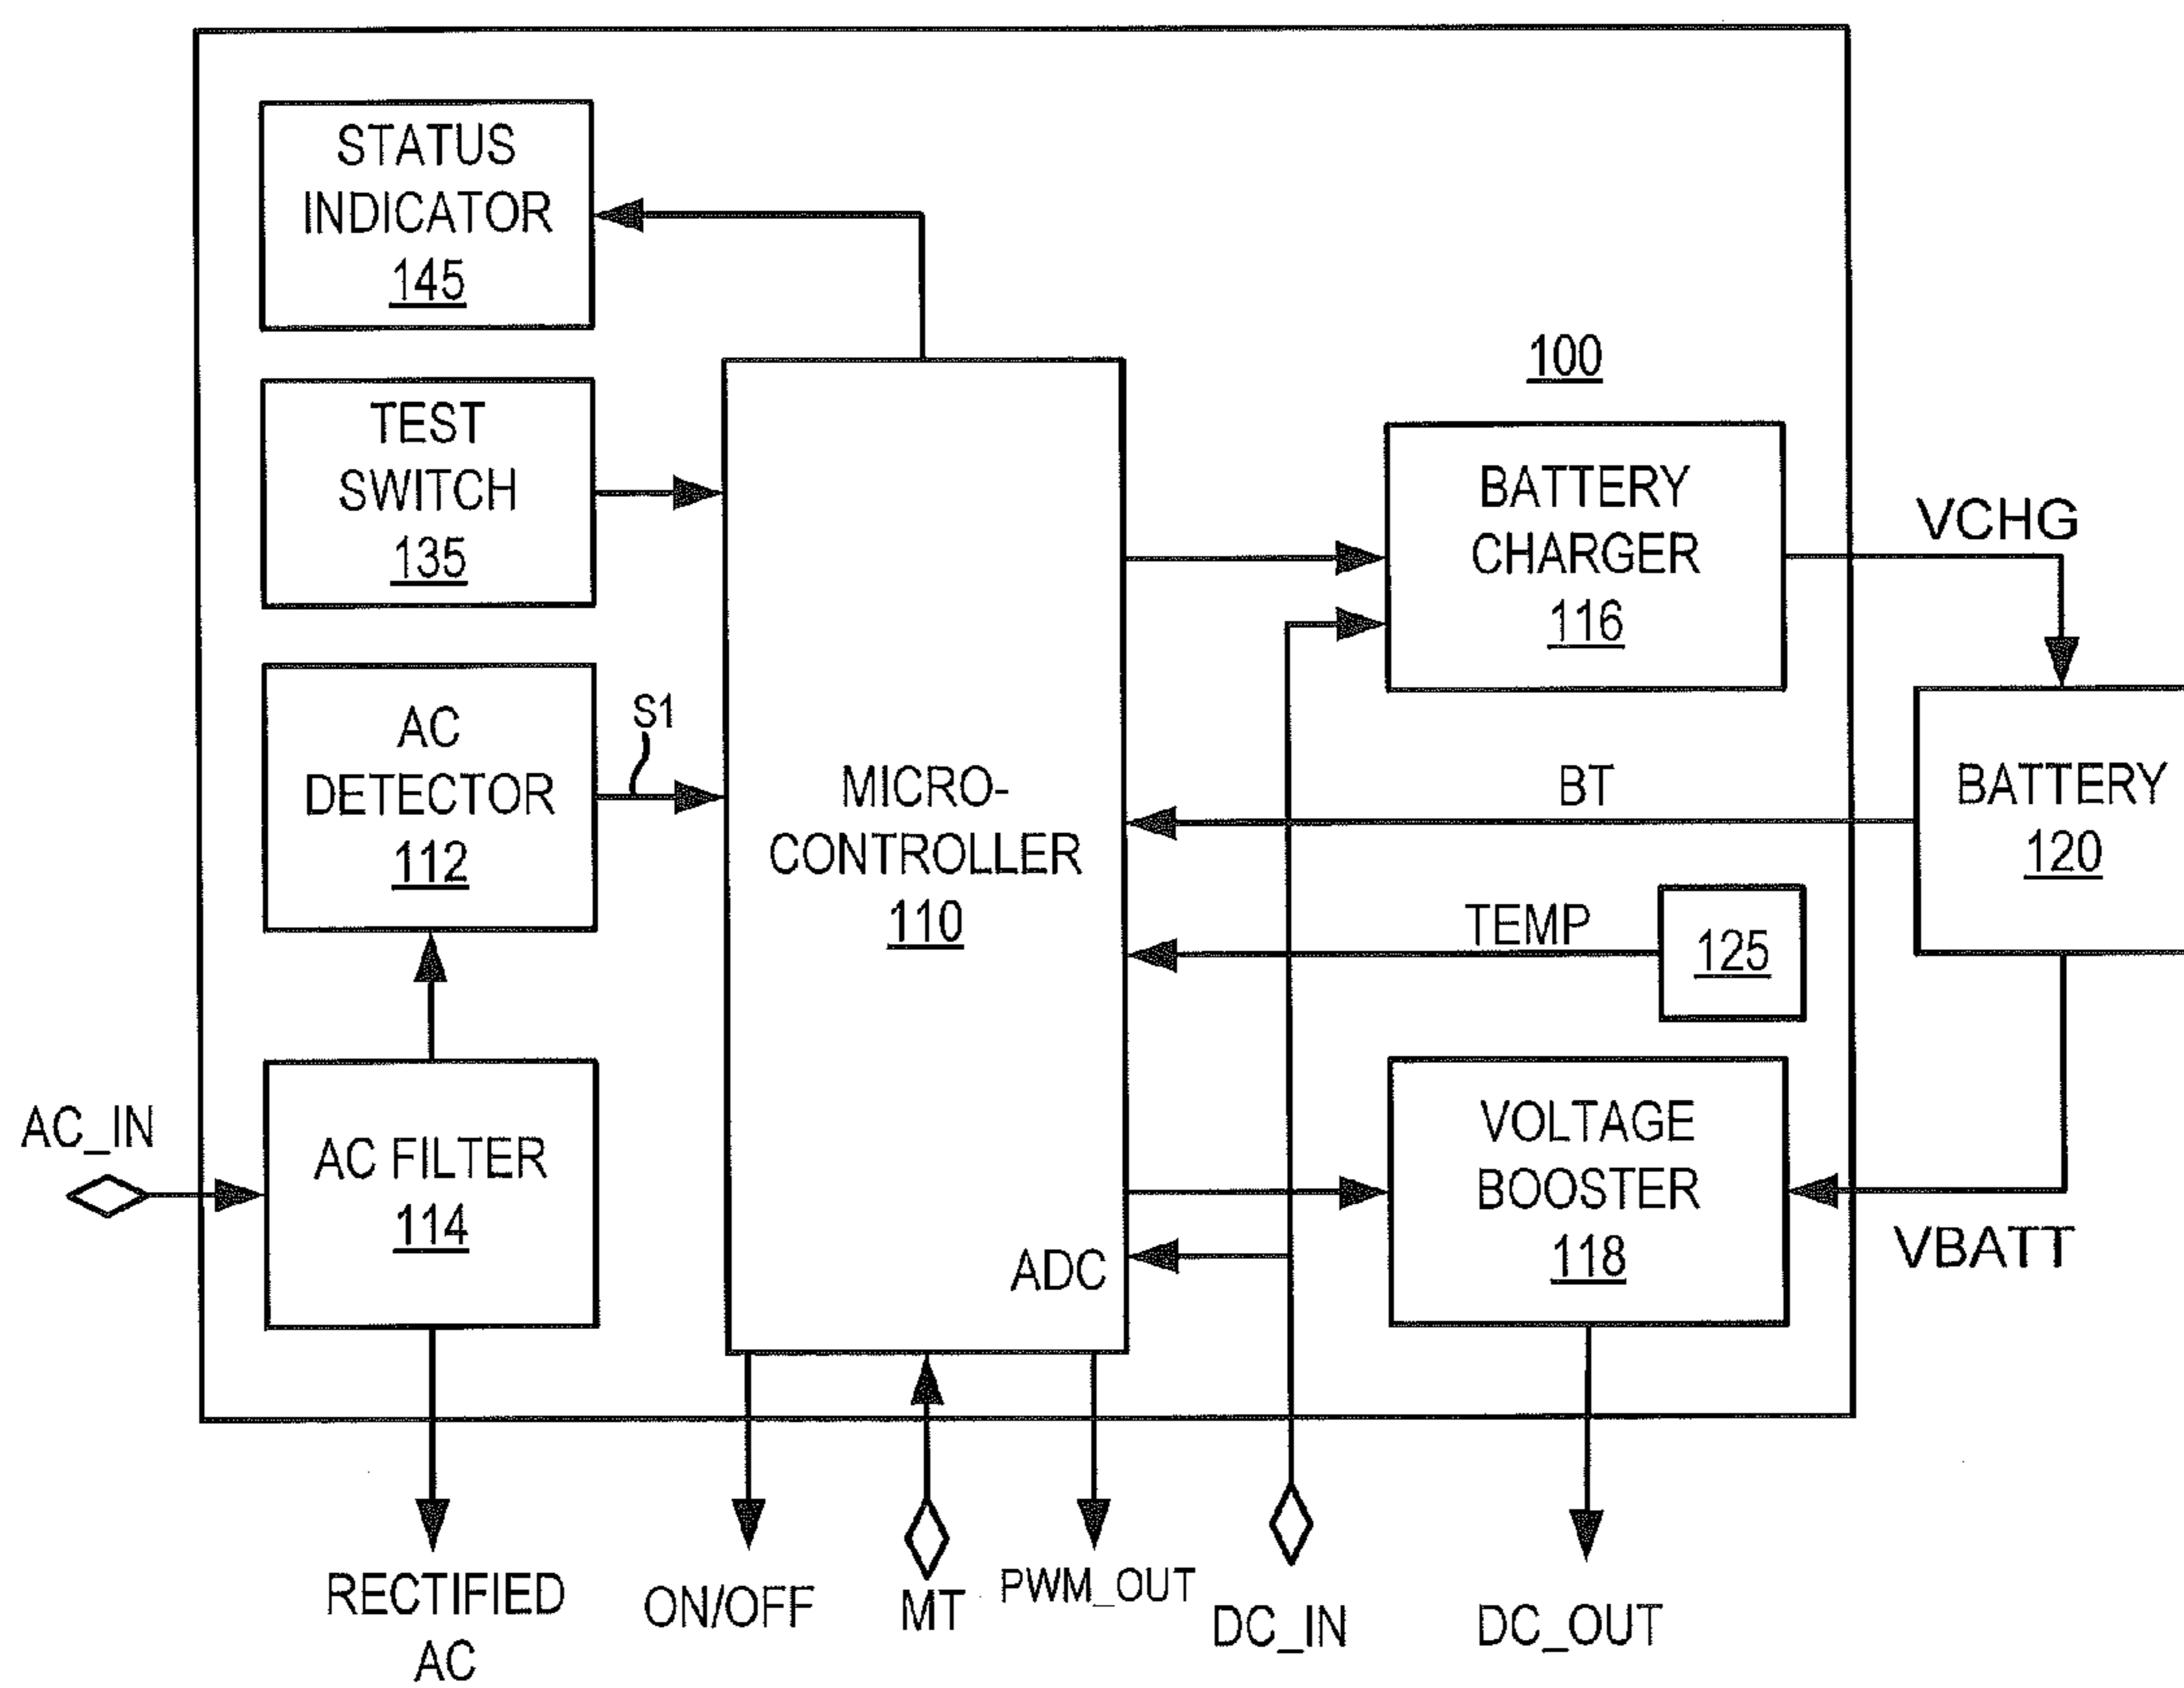 STATUS
INDICATOR
145
TEST
SWITCH
135
AC
DETECTOR
112
S1
AC_IN
AC FILTER
114
MICRO-
CONTROLLER
110
ADC
100
BATTERY
CHARGER
116
VCHG
BT
BATTERY
120
TEMP
125
VOLTAGE
BOOSTER
118
VBATT
RECTIFIED
AC
ON/OFF
MT
PWM_OUT
DC_IN
DC_OUT